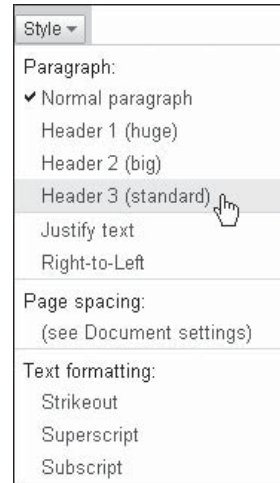 Style
Paragraph:
Normal paragraph
Header 1 (huge)
Header 2 (big)
Header 3 (standard)
Justify text
Right-to-Left
Page spacing:
(see Document settings)
Text formatting:
Strikeout
Superscript
Subscript